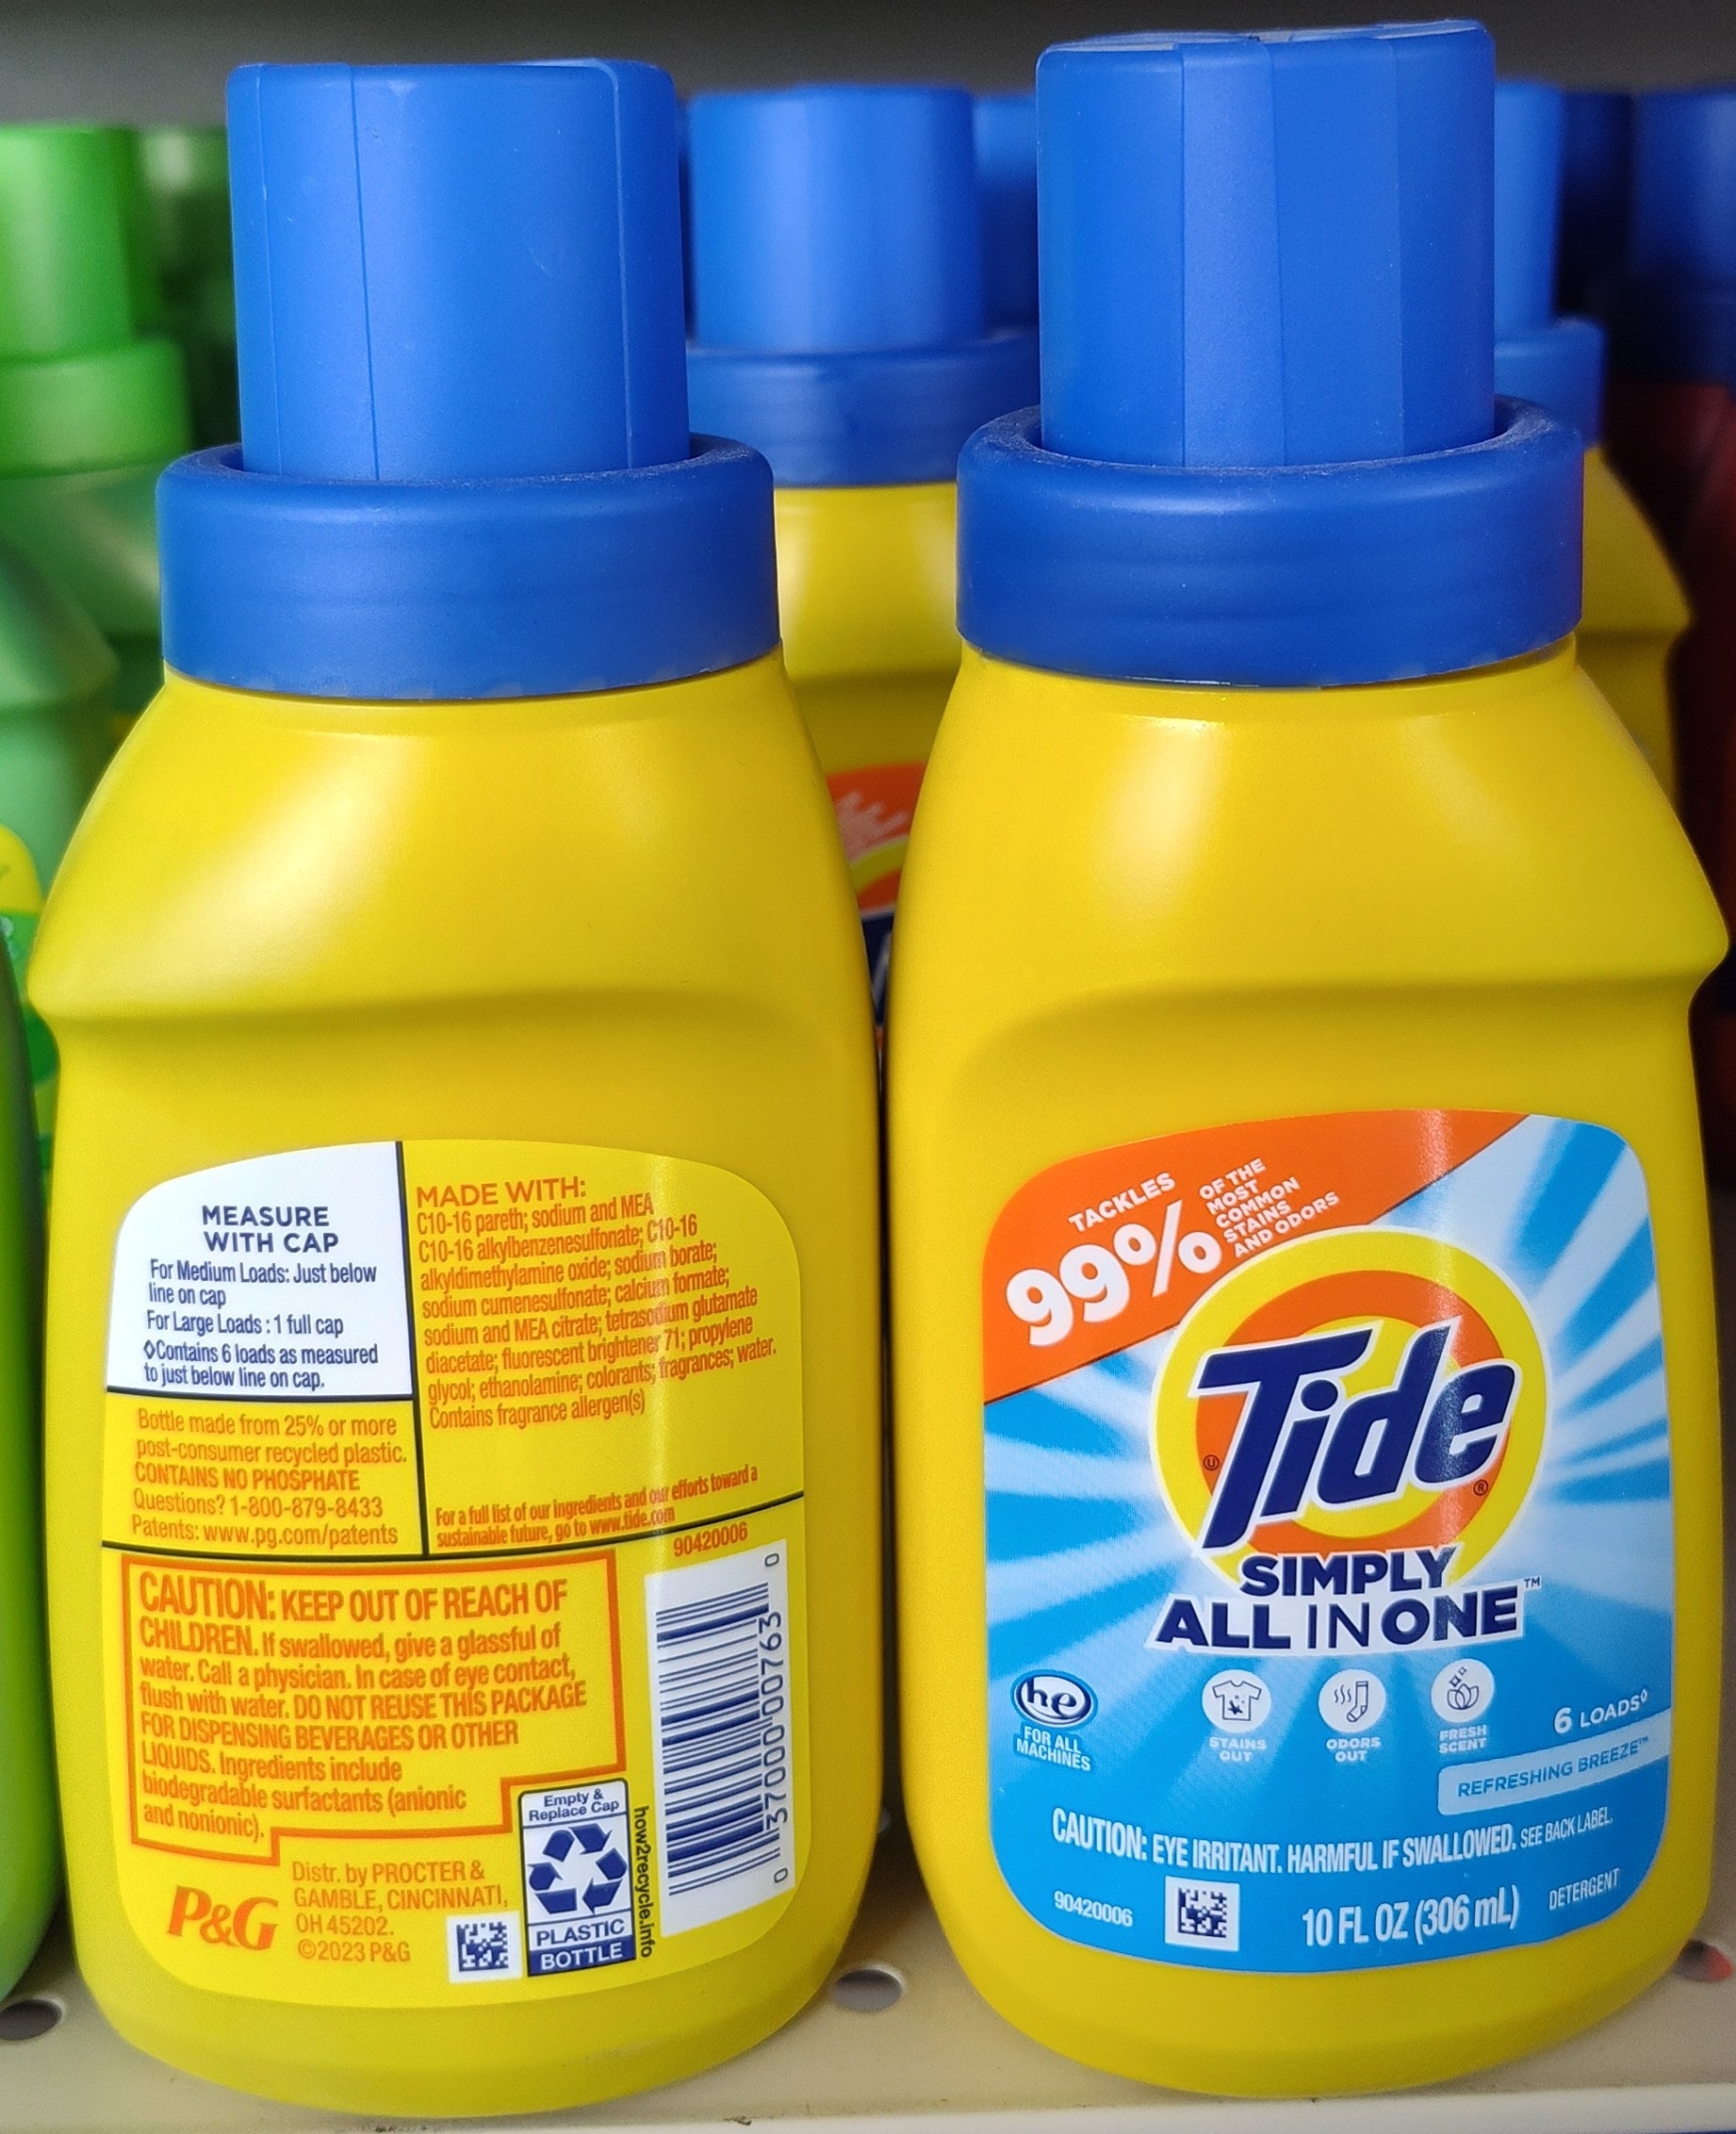 MEASURE
WITH CAP
For Medium Loads: Just below
line on cap
For Large Loads : 1 full cap
◊Contains 6 loads as measured
to just below line on cap.
Bottle made from 25% or more
post-consumer recycled plastic.
CONTAINS NO PHOSPHATE
Questions? 1-800-879-8433
Patents: www.pg.com/patents
MADE WITH:
C10-16 pareth; sodium and MEA
C10-16 alkylbenzenesulfonate; C10-16
alkyldimethylamine oxide; sodium borate;
sodium cumenesulfonate; calcium formate;
sodium and MEA citrate; tetrasodium glutamate
diacetate; fluorescent brightener 71; propylene
glycol; ethanolamine; colorants; fragrances; water.
Contains fragrance allergen(s)
For a full list of our ingredients and our efforts toward a
sustainable future, go to www.tide.com
90420006
CAUTION: KEEP OUT OF REACH OF
CHILDREN. If swallowed, give a glassful of
water. Call a physician. In case of eye contact,
flush with water. DO NOT REUSE THIS PACKAGE
FOR DISPENSING BEVERAGES OR OTHER
LIQUIDS. Ingredients include
biodegradable surfactants (anionic
and nonionic).
P&G
Distr. by PROCTER &
GAMBLE, CINCINNATI,
OH 45202.
©2023 P&G
Empty &
Replace Cap
PLASTIC
BOTTLE
how2recycle.info
0 37000 00763 0
TACKLES
99%
OF THE
MOST
COMMON
STAINS
AND ODORS
Tide
®
SIMPLY
ALL IN ONE™
he
FOR ALL
MACHINES
STAINS
OUT
ODORS
OUT
FRESH
SCENT
6 LOADS◊
REFRESHING BREEZE™
CAUTION: EYE IRRITANT. HARMFUL IF SWALLOWED. SEE BACK LABEL.
90420006
10 FL OZ (306 mL)
DETERGENT